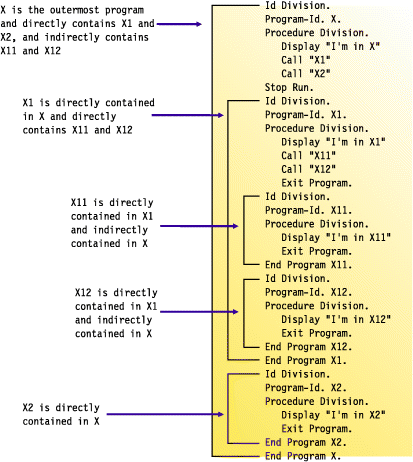 X is the outermost program
and directly contains X1 and
X2, and indirectly contains
X11 and X12
Id Division.
Program-Id. X.
Procedure Division.
Display "I'm in X"
Call "X1"
Call "X2"
Stop Run.
X1 is directly contained
in X and directly
contains X11 and X12
Id Division.
Program-Id. X1.
Procedure Division.
Display "I'm in X1"
Call "X11"
Call "X12"
Exit Program.
X11 is directly
contained in X1
and indirectly
contained in X
Id Division.
Program-Id. X11.
Procedure Division.
Display "I'm in X11"
Exit Program.
End Program X11.
X12 is directly
contained in X1
and indirectly
contained in X
Id Division.
Program-Id. X12.
Procedure Division.
Display "I'm in X12"
Exit Program.
End Program X12.
End Program X1.
X2 is directly
contained in X
Id Division.
Program-Id. X2.
Procedure Division.
Display "I'm in X2"
Exit Program.
End Program X2.
End Program X.